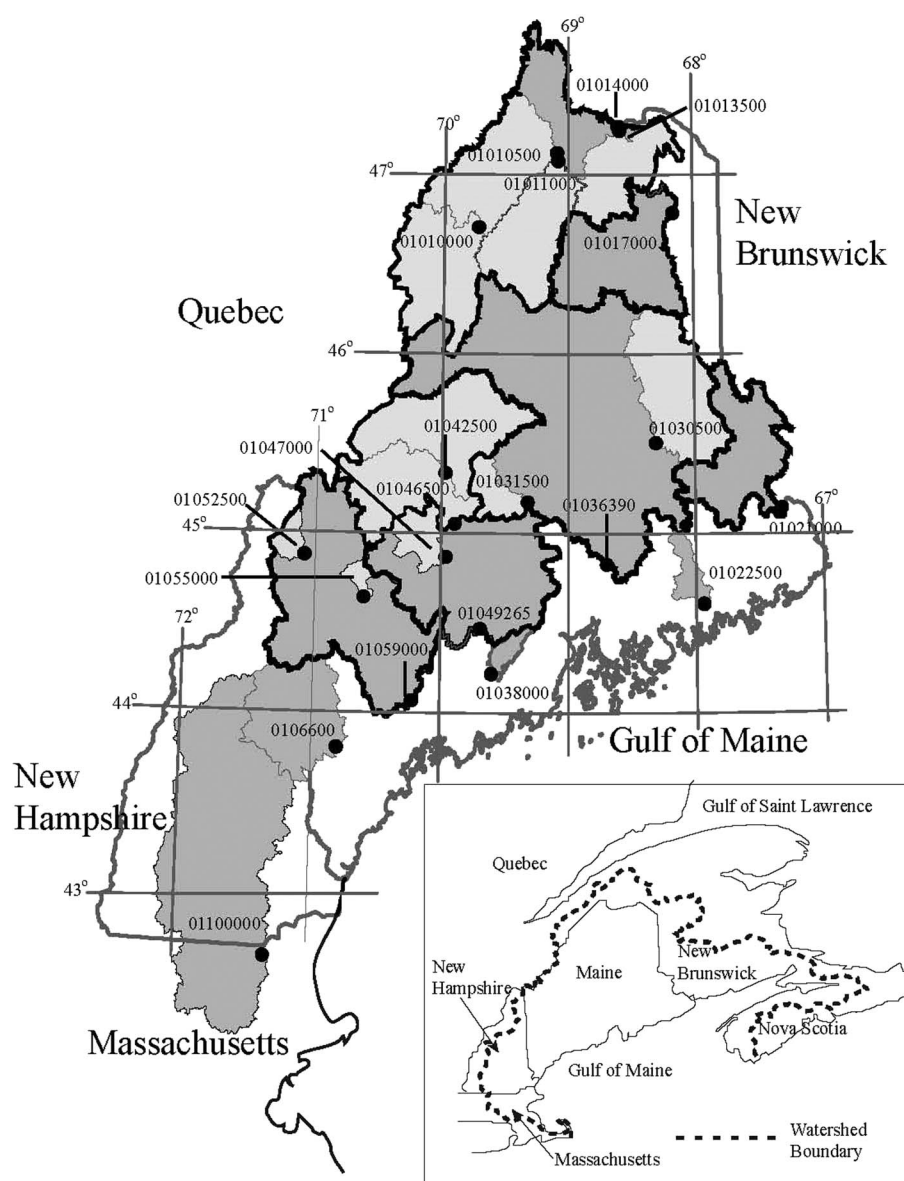 69°
68°
01014000
01013500
70°
01010500
47°
01011000
New
Brunswick
01010000
01017000
Quebec
46°
71°
01042500
01047000
01030500
01031500
01046500
01052500
01036390
67°
45°
01021000
01055000
01022500
72°
01049265
01059000
01038000
44°
0106600
Gulf of Maine
New
Hampshire
43°
01100000
Massachusetts
Gulf of Saint Lawrence
Quebec
New
Brunswick
Maine
New
Hampshire
Nova Scotia
Gulf of Maine
Watershed
Boundary
Massachusetts